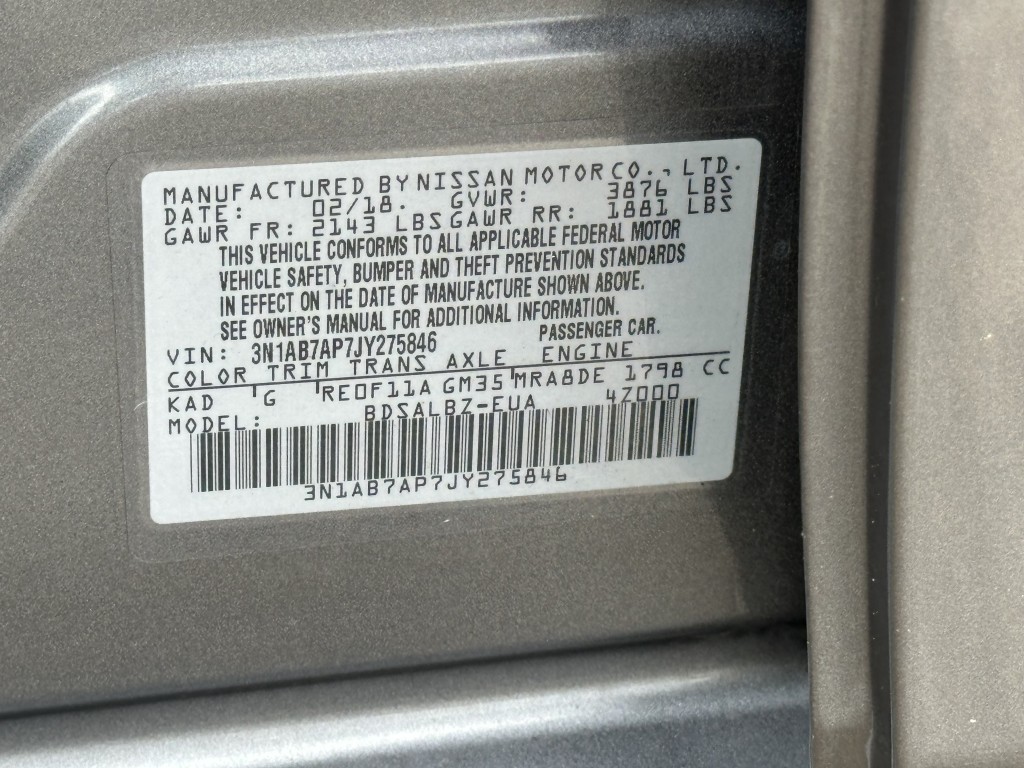 MANUFACTURED BY NISSAN MOTOR CO., LTD.
DATE: 02/18. GVWR: 3876 LBS
GAWR FR: 2143 LBS GAWR RR: 1881 LBS
THIS VEHICLE CONFORMS TO ALL APPLICABLE FEDERAL MOTOR
VEHICLE SAFETY, BUMPER AND THEFT PREVENTION STANDARDS
IN EFFECT ON THE DATE OF MANUFACTURE SHOWN ABOVE.
SEE OWNER'S MANUAL FOR ADDITIONAL INFORMATION.
VIN: 3N1AB7AP7JY275846 PASSENGER CAR.
COLOR TRIM TRANS AXLE ENGINE
KAD G RE0F11A GM35 MRA8DE 1798 CC
MODEL: BDSALBZ-EUA 4Z000
3N1AB7AP7JY275846